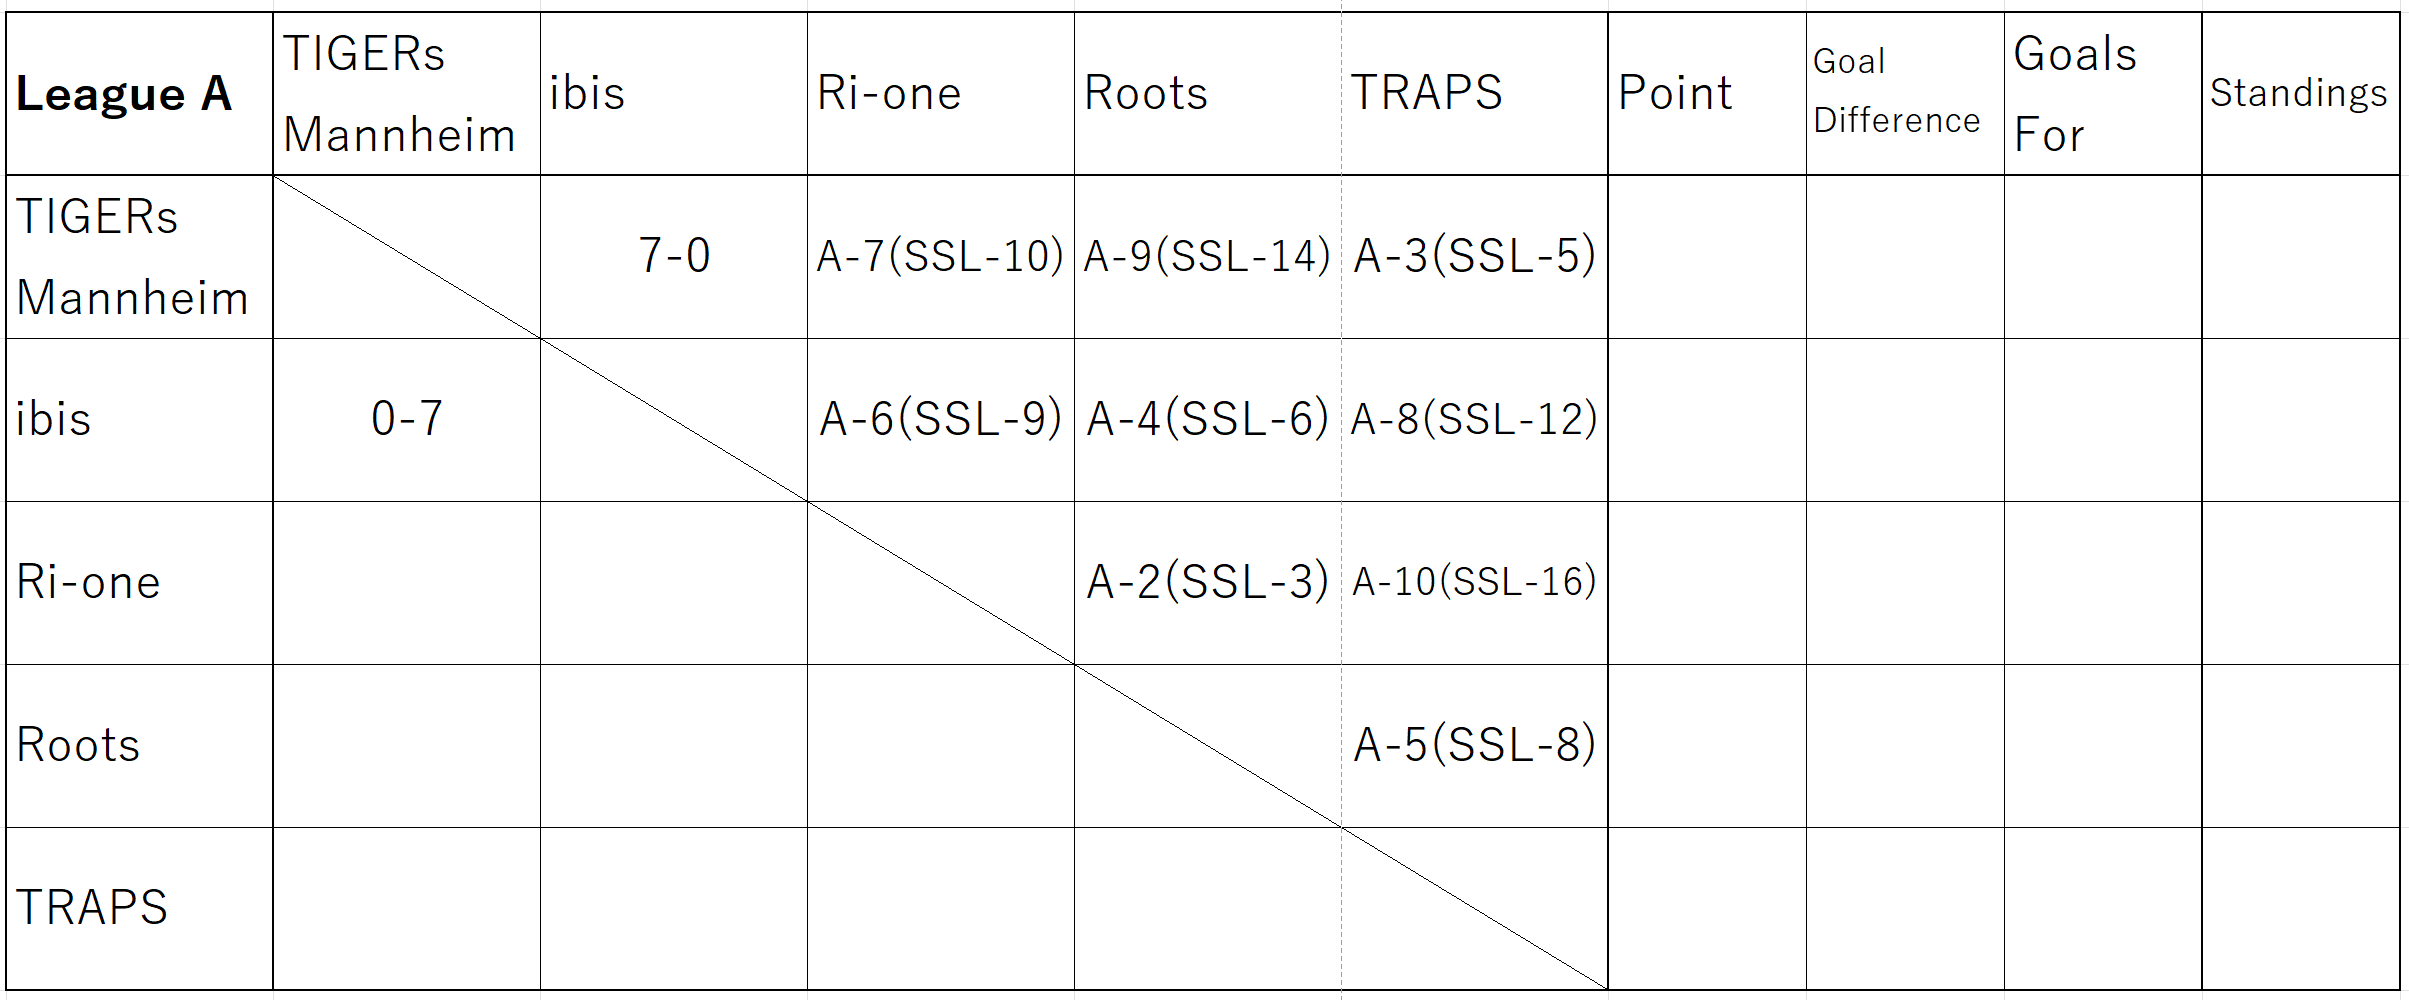 League A
TIGERs
Mannheim
ibis
Ri-one
Roots
TRAPS
Point
Goal
Difference
Goals
For
Standings
TIGERs
Mannheim
7-0
A-7(SSL-10)
A-9(SSL-14)
A-3(SSL-5)
ibis
0-7
A-6(SSL-9)
A-4(SSL-6)
A-8(SSL-12)
Ri-one
A-2(SSL-3)
A-10(SSL-16)
Roots
A-5(SSL-8)
TRAPS